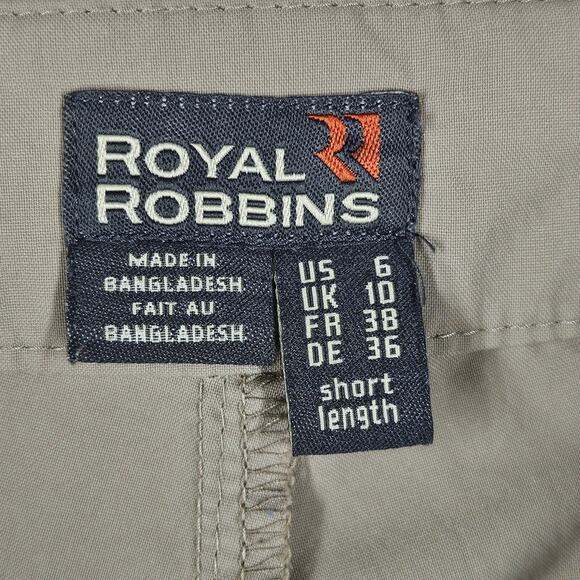 ROYAL
ROBBINS
MADE IN
BANGLADESH
FAIT AU
BANGLADESH
US 6
UK 10
FR 38
DE 36
short
length